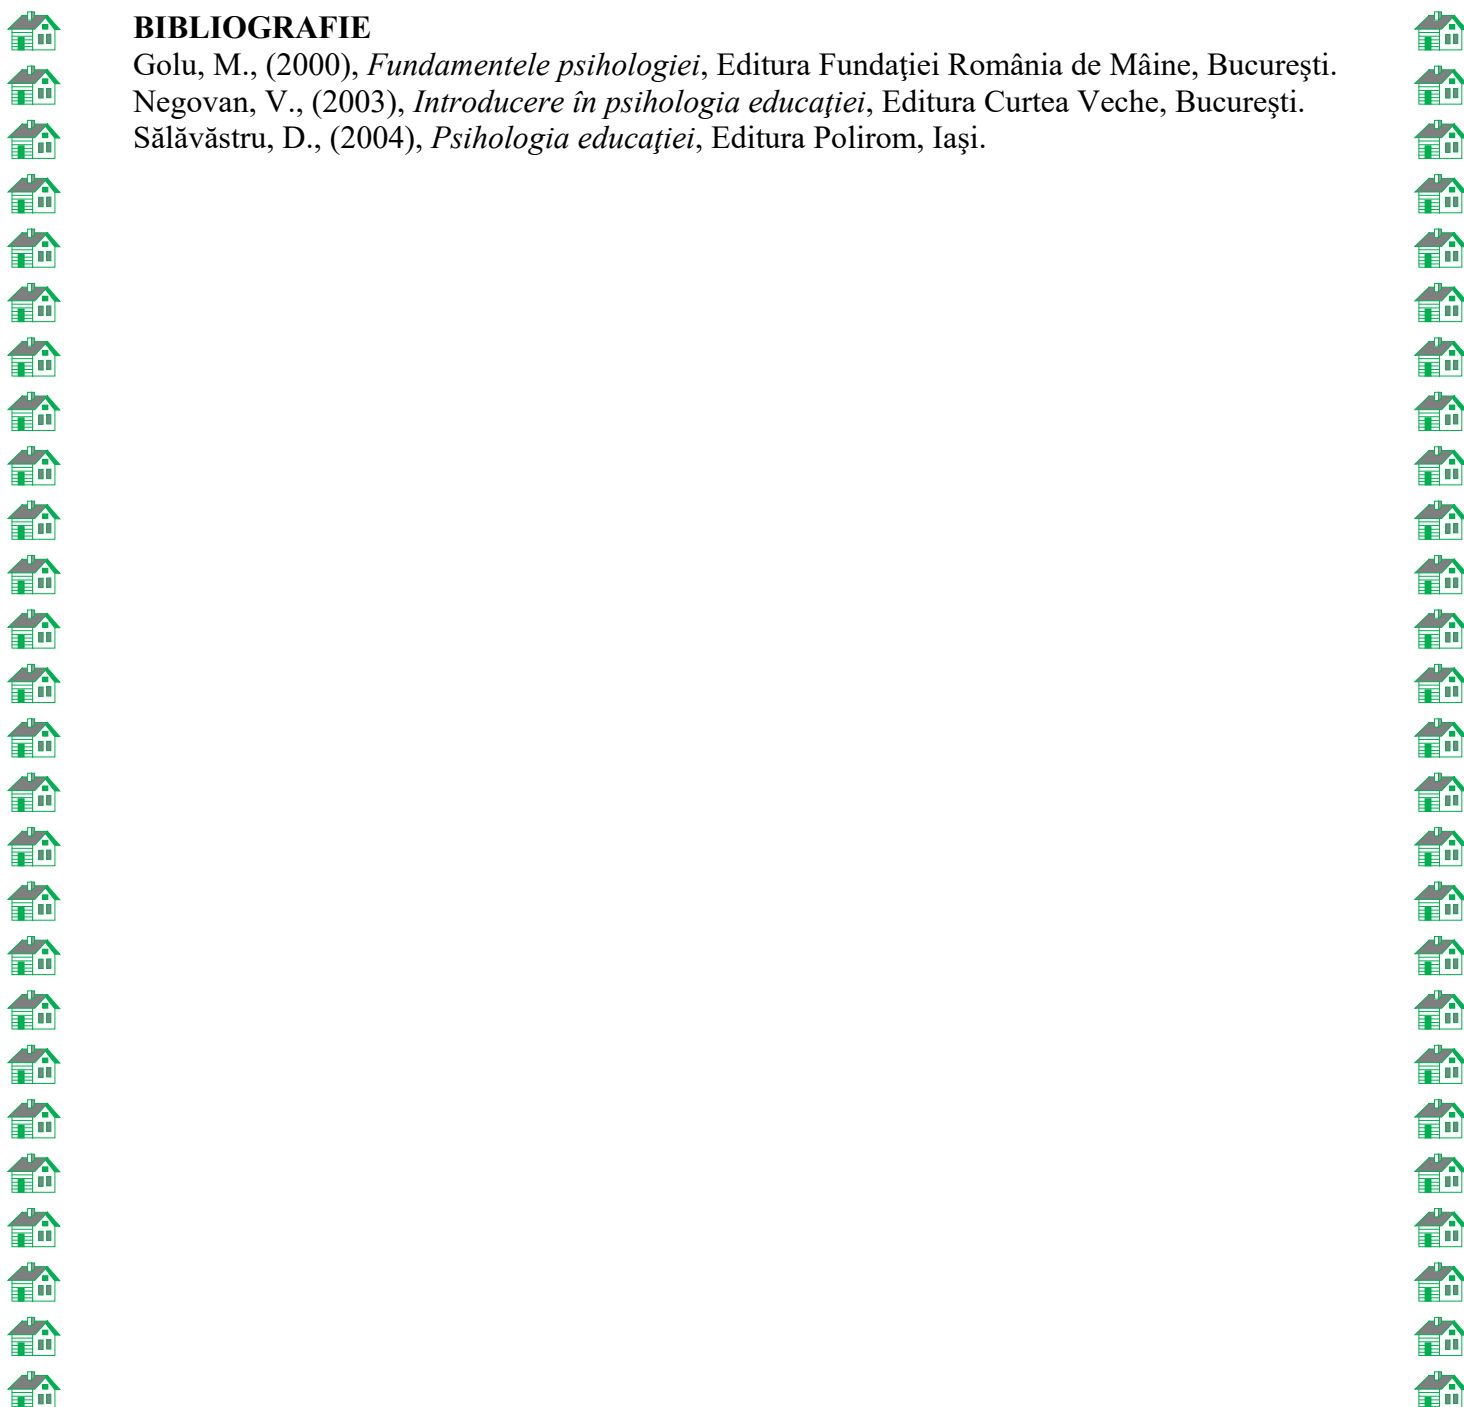 BIBLIOGRAFIE
Golu, M., (2000), Fundamentele psihologiei, Editura Fundaţiei România de Mâine, Bucureşti.
Negovan, V., (2003), Introducere în psihologia educaţiei, Editura Curtea Veche, Bucureşti.
Sălăvăstru, D., (2004), Psihologia educaţiei, Editura Polirom, Iaşi.